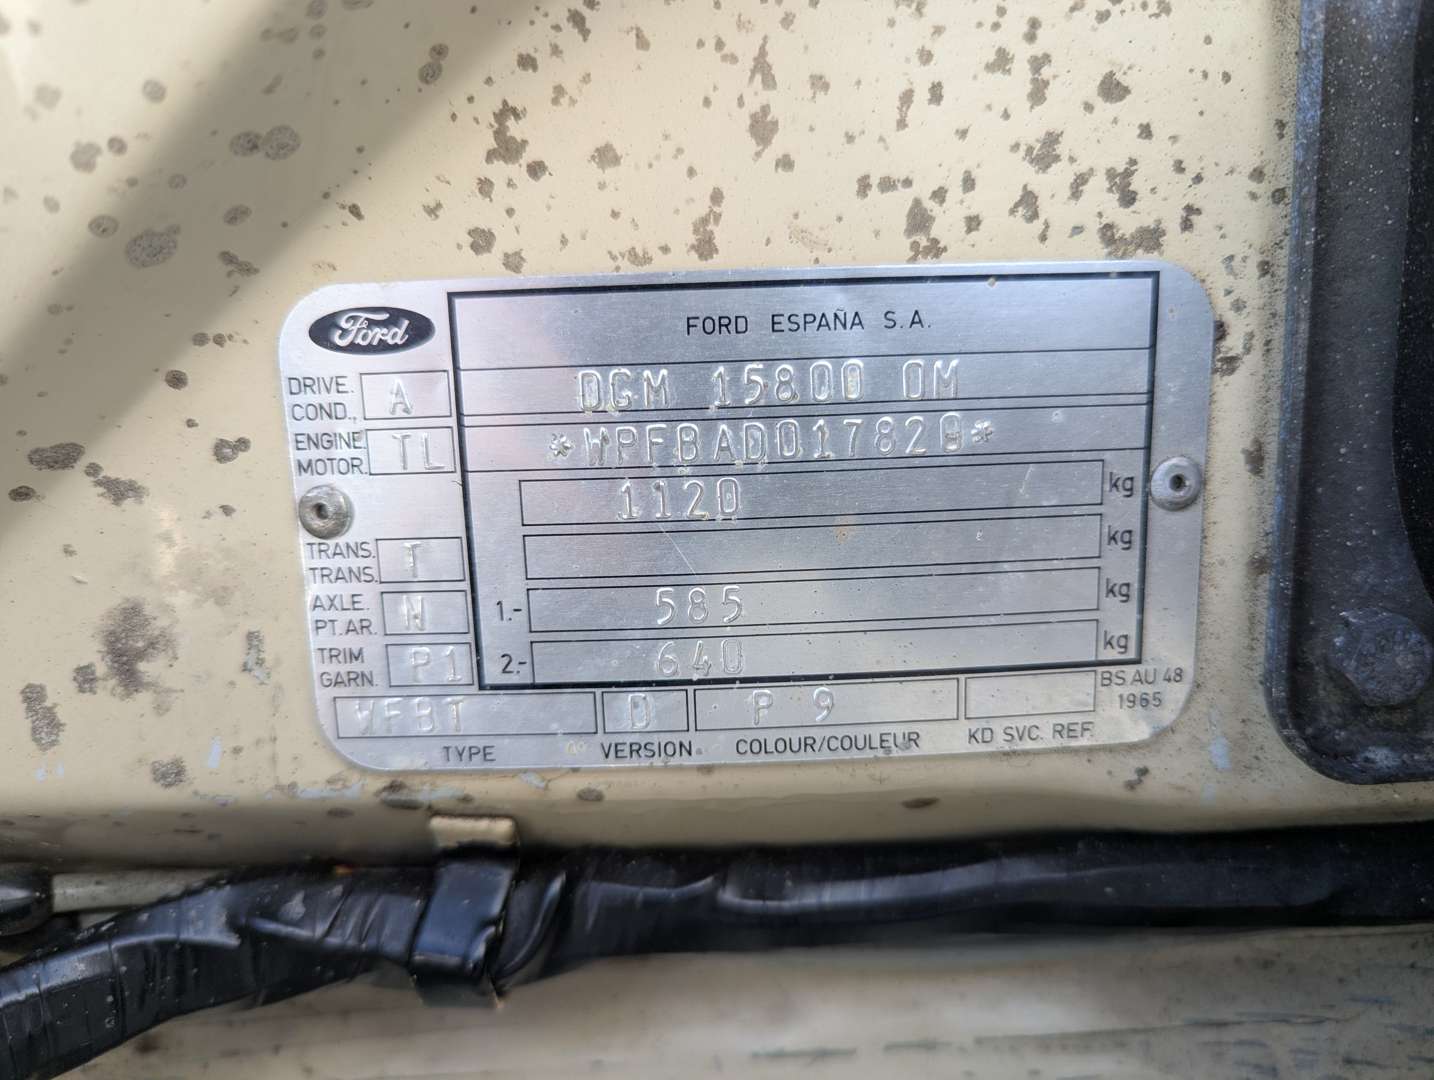 Ford
FORD ESPAÑA S.A.
DRIVE. COND., A
DGM 15800 OM
ENGINE MOTOR. TL
*WPFBAD017820*
1120 kg
kg
TRANS. TRANS. T
AXLE. PT.AR. N
1.- 585 kg
TRIM GARN. P1
2.- 640 kg
WFBT D P 9
BS AU 48
1965
TYPE VERSION COLOUR/COULEUR KD SVC. REF.